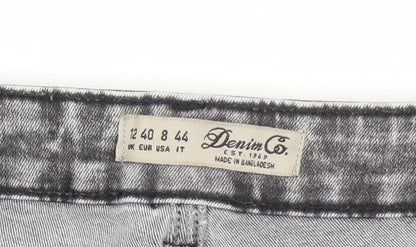 12 40 8 44
UK EUR USA IT
Denim Co.
EST. 1969
MADE IN BANGLADESH